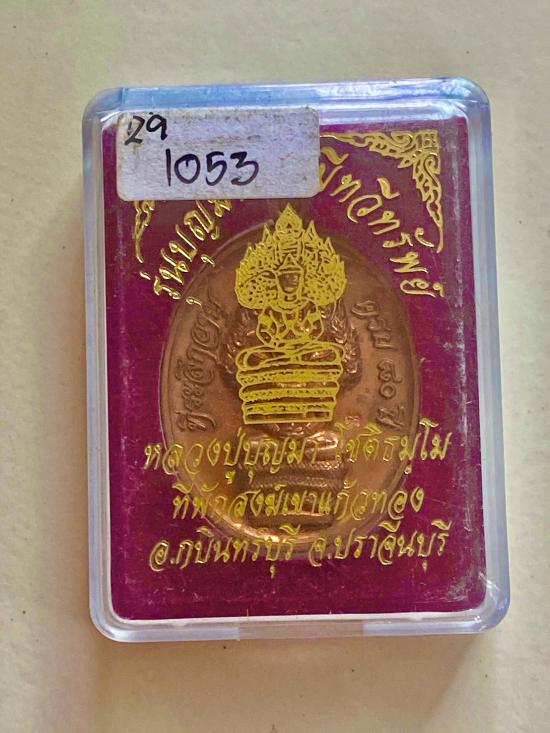 29
1053
รุ่นบุญ ทวีทรัพย์
ครบ ๘๐ ปี
หลวงปู่บุญมา โชติธมฺโม
ที่พักสงฆ์เขาแก้วทอง
อ.กบินทรบุรี จ.ปราจีนบุรี